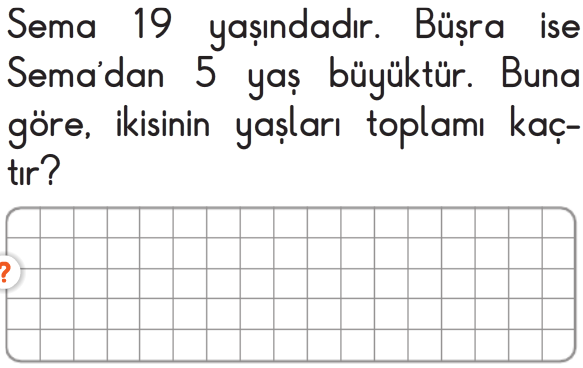 Sema 19 yaşındadır. Büşra ise
Sema'dan 5 yaş büyüktür. Buna
göre, ikisinin yaşları toplamı kaç-
tır?
?